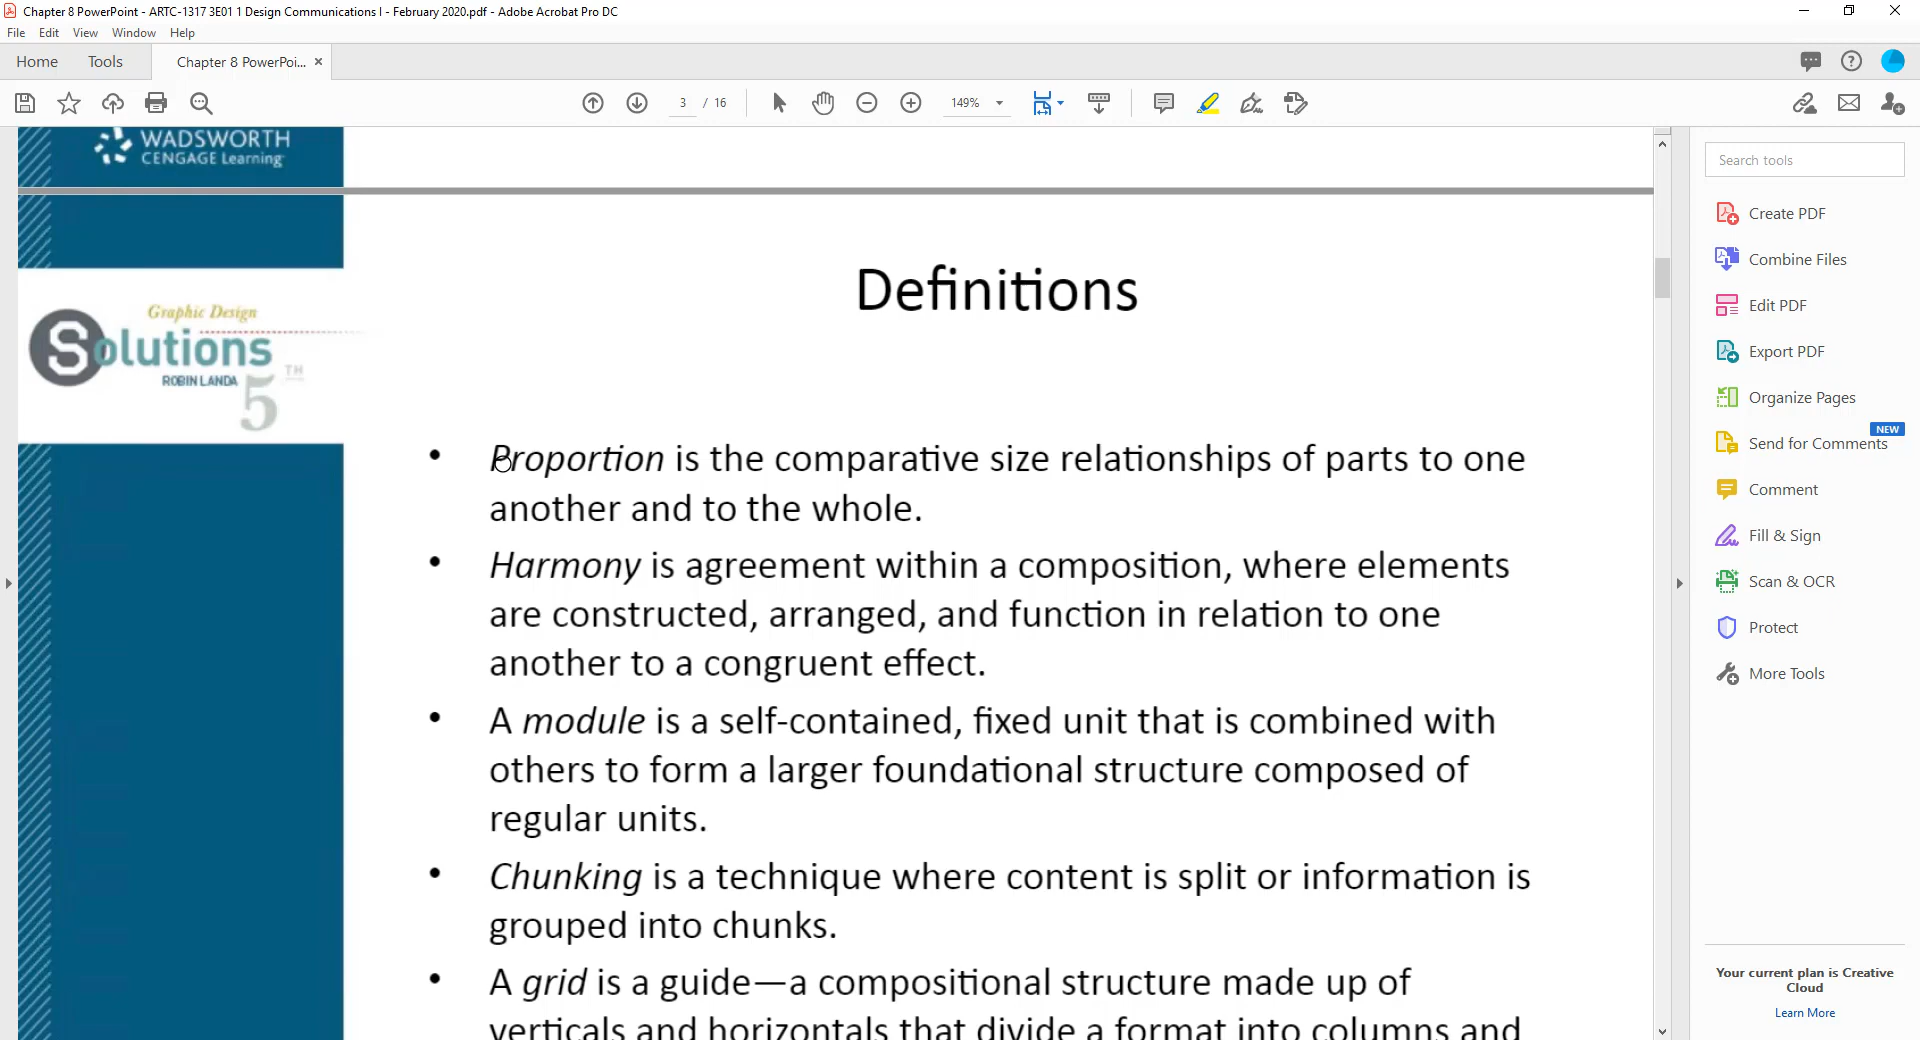 Chapter 8 PowerPoint - ARTC-1317 3E01 1 Design Communications I - February 2020.pdf - Adobe Acrobat Pro DC
File Edit View Window Help
Home Tools Chapter 8 PowerPoi... ×
3 / 16 149%
WADSWORTH
CENGAGE Learning
Search tools
Create PDF
Combine Files
Edit PDF
Export PDF
Organize Pages
NEW
Send for Comments
Comment
Fill & Sign
Scan & OCR
Protect
More Tools
Your current plan is Creative
Cloud
Learn More
Graphic Design
Solutions
ROBIN LANDA
5 TH
Definitions
• Proportion is the comparative size relationships of parts to one
another and to the whole.
• Harmony is agreement within a composition, where elements
are constructed, arranged, and function in relation to one
another to a congruent effect.
• A module is a self-contained, fixed unit that is combined with
others to form a larger foundational structure composed of
regular units.
• Chunking is a technique where content is split or information is
grouped into chunks.
• A grid is a guide—a compositional structure made up of
verticals and horizontals that divide a format into columns and